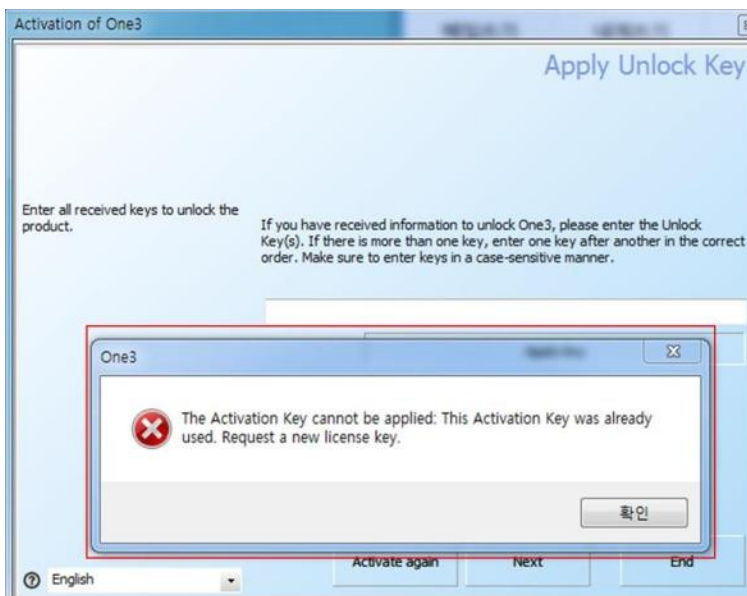 Activation of One3
Apply Unlock Key
Enter all received keys to unlock the
product.
If you have received information to unlock One3, please enter the Unlock
Key(s). If there is more than one key, enter one key after another in the correct
order. Make sure to enter keys in a case-sensitive manner.
One3
The Activation Key cannot be applied: This Activation Key was already
used. Request a new license key.
확인
Activate again
Next
End
English